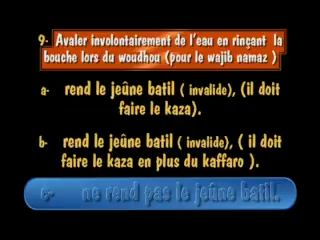 9- Avaler involontairement de l'eau en rinçant la
bouche lors du woudhou (pour le wajib namaz )
a- rend le jeûne batil ( invalide), (il doit
faire le kaza).
b- rend le jeûne batil ( invalide), ( il doit
faire le kaza en plus du kaffaro ).
c- ne rend pas le jeûne batil.